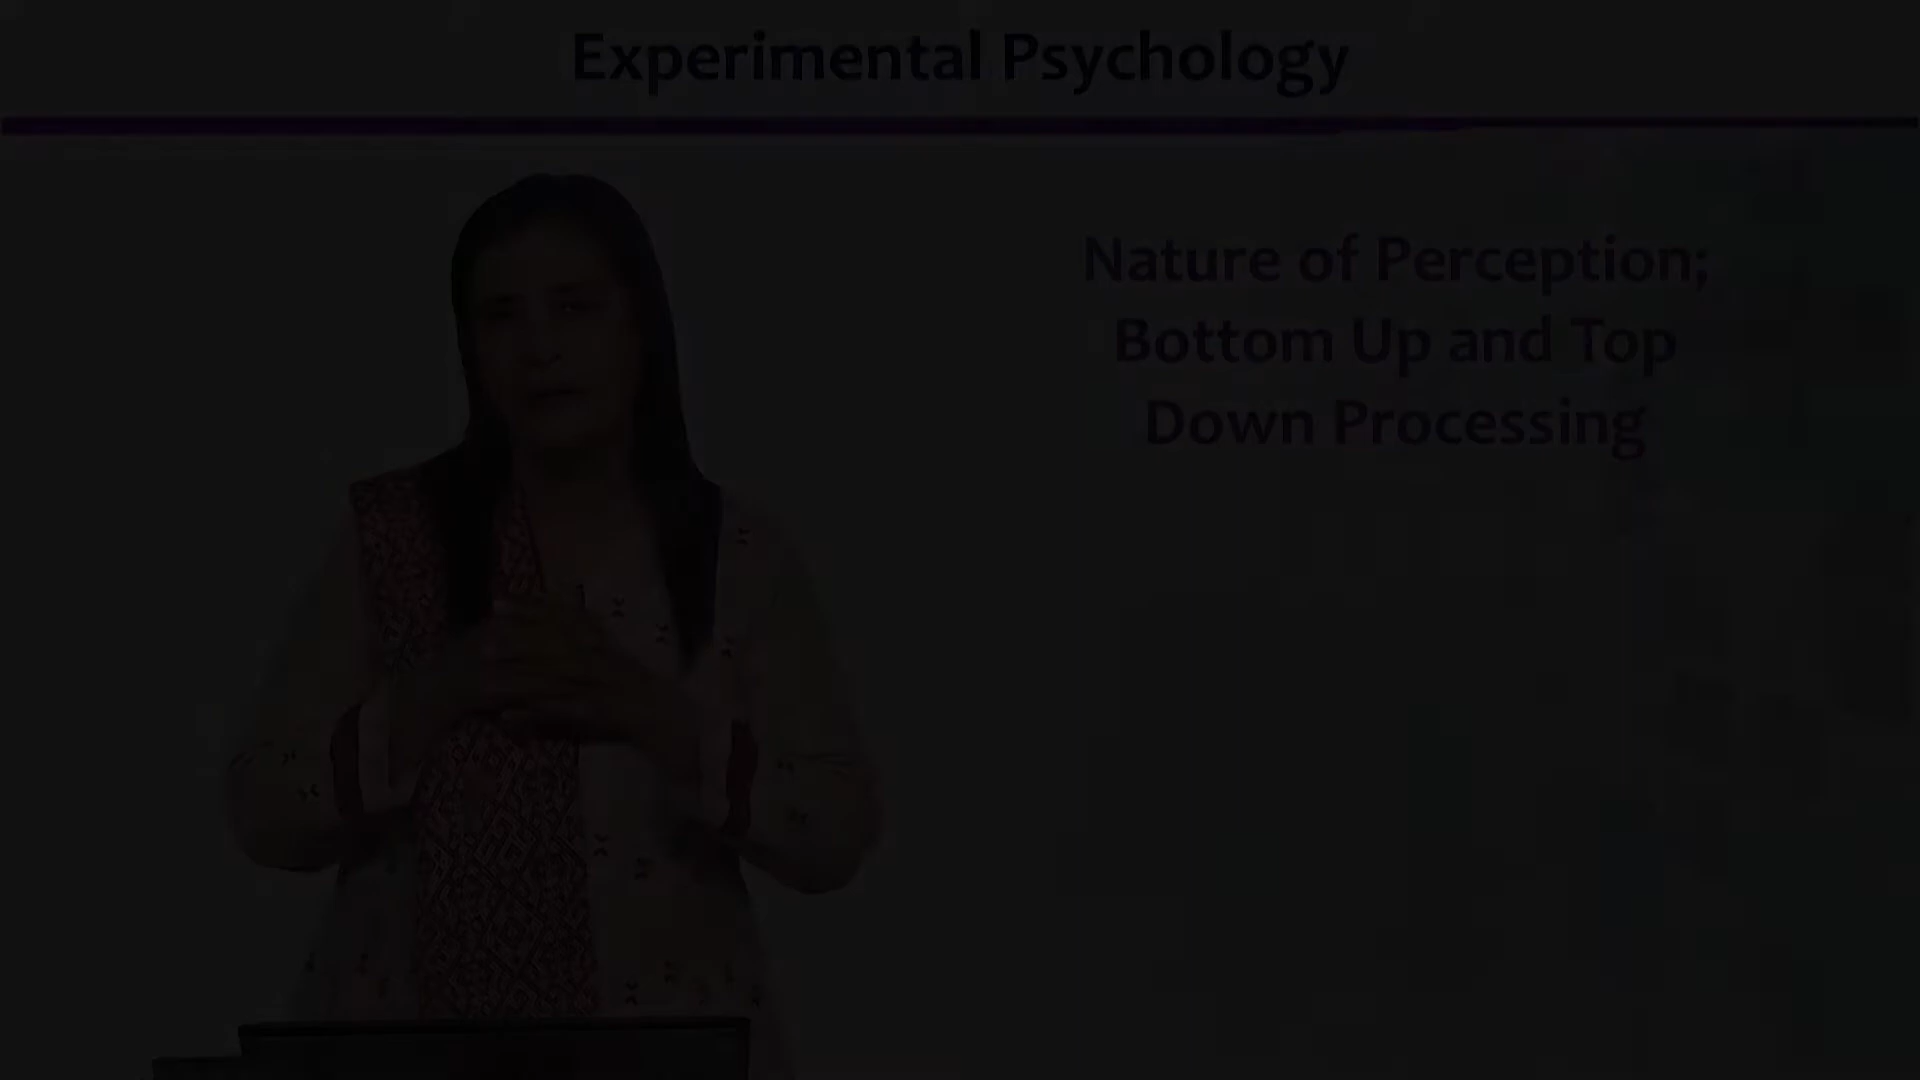 Experimental Psychology
Nature of Perception;
Bottom Up and Top
Down Processing